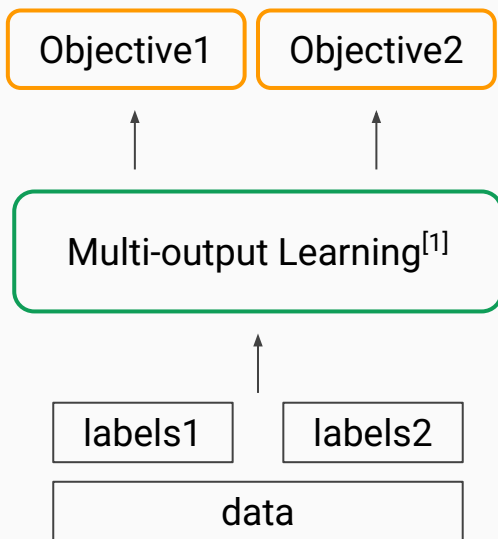 Objective1 Objective2
Multi-output Learning[1]
labels1 labels2
data